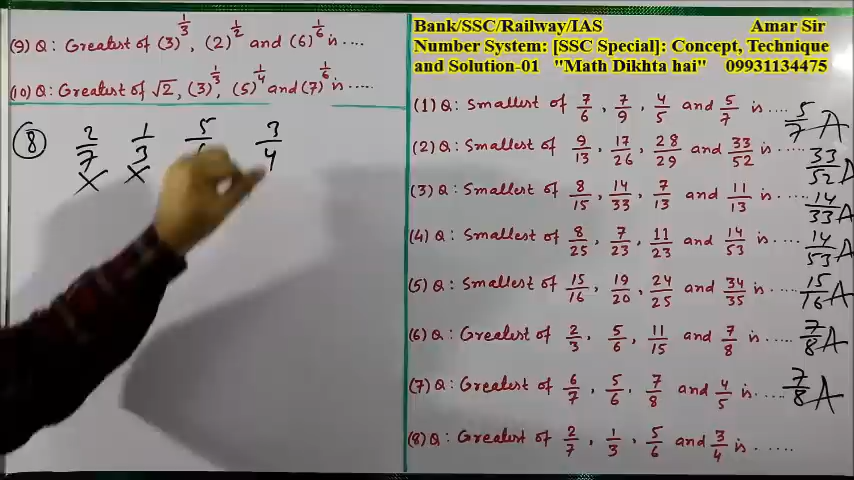 (9) Q: Greatest of (3)^1/3, (2)^1/2 and (6)^1/6 is ....
(10) Q: Greatest of √2, (3)^1/3, (5)^1/4 and (7)^1/6 is ....
(8) 2/7 1/3 5/ 3/4
X X
Bank/SSC/Railway/IAS Amar Sir
Number System: [SSC Special]: Concept, Technique
and Solution-01 "Math Dikhta hai" 09931134475
(1) Q: Smallest of 7/6, 7/9, 4/5 and 5/7 is .... 5/7 A
(2) Q: Smallest of 9/13, 17/26, 28/29 and 33/52 is ..... 33/52 A
(3) Q: Smallest of 8/15, 14/33, 7/13 and 11/13 is ..... 14/33 A
(4) Q: Smallest of 8/25, 7/23, 11/23 and 14/53 is ..... 14/53 A
(5) Q: Smallest of 15/16, 19/20, 24/25 and 34/35 is ..... 15/16 A
(6) Q: Greatest of 2/3, 5/6, 11/15 and 7/8 is ..... 7/8 A
(7) Q: Greatest of 6/7, 5/6, 7/8 and 4/5 is ..... 7/8 A
(8) Q: Greatest of 2/7, 1/3, 5/6 and 3/4 is ......